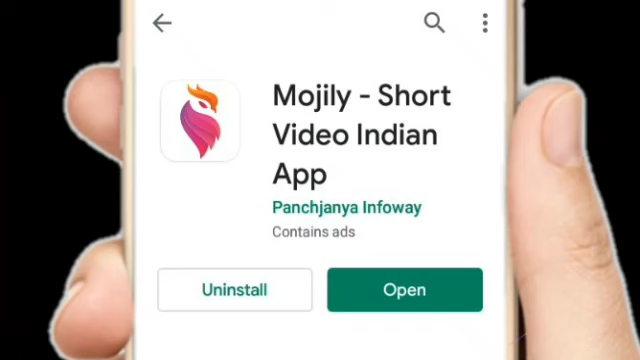 Mojily - Short
Video Indian
App
Panchjanya Infoway
Contains ads
Uninstall
Open